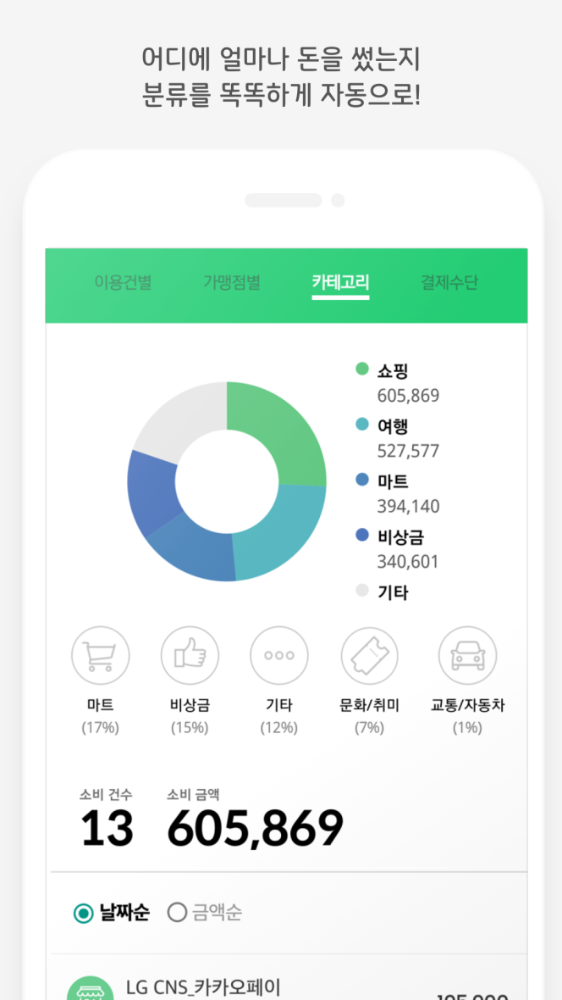 어디에 얼마나 돈을 썼는지
분류를 똑똑하게 자동으로!
이용건별 가맹점별 카테고리 결제수단
쇼핑
605,869
여행
527,577
마트
394,140
비상금
340,601
기타
마트 비상금 기타 문화/취미 교통/자동차
(17%) (15%) (12%) (7%) (1%)
소비 건수 소비 금액
13 605,869
날짜순 금액순
LG CNS_카카오페이